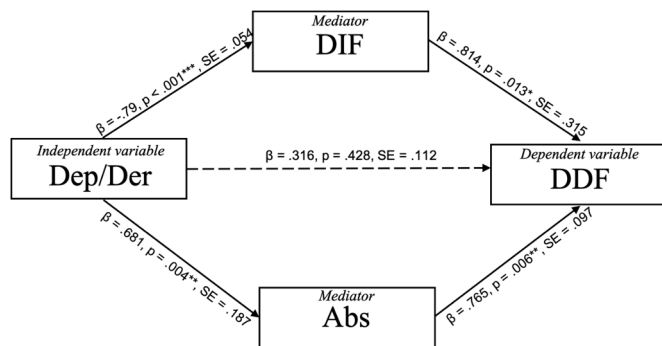 Mediator
DIF
β = -.79, p < .001***, SE = .054
β = .814, p = .013*, SE = .315
Independent variable
Dep/Der
β = .316, p = .428, SE = .112
Dependent variable
DDF
β = .681, p = .004**, SE = .187
β = .765, p = .006**, SE = .097
Mediator
Abs